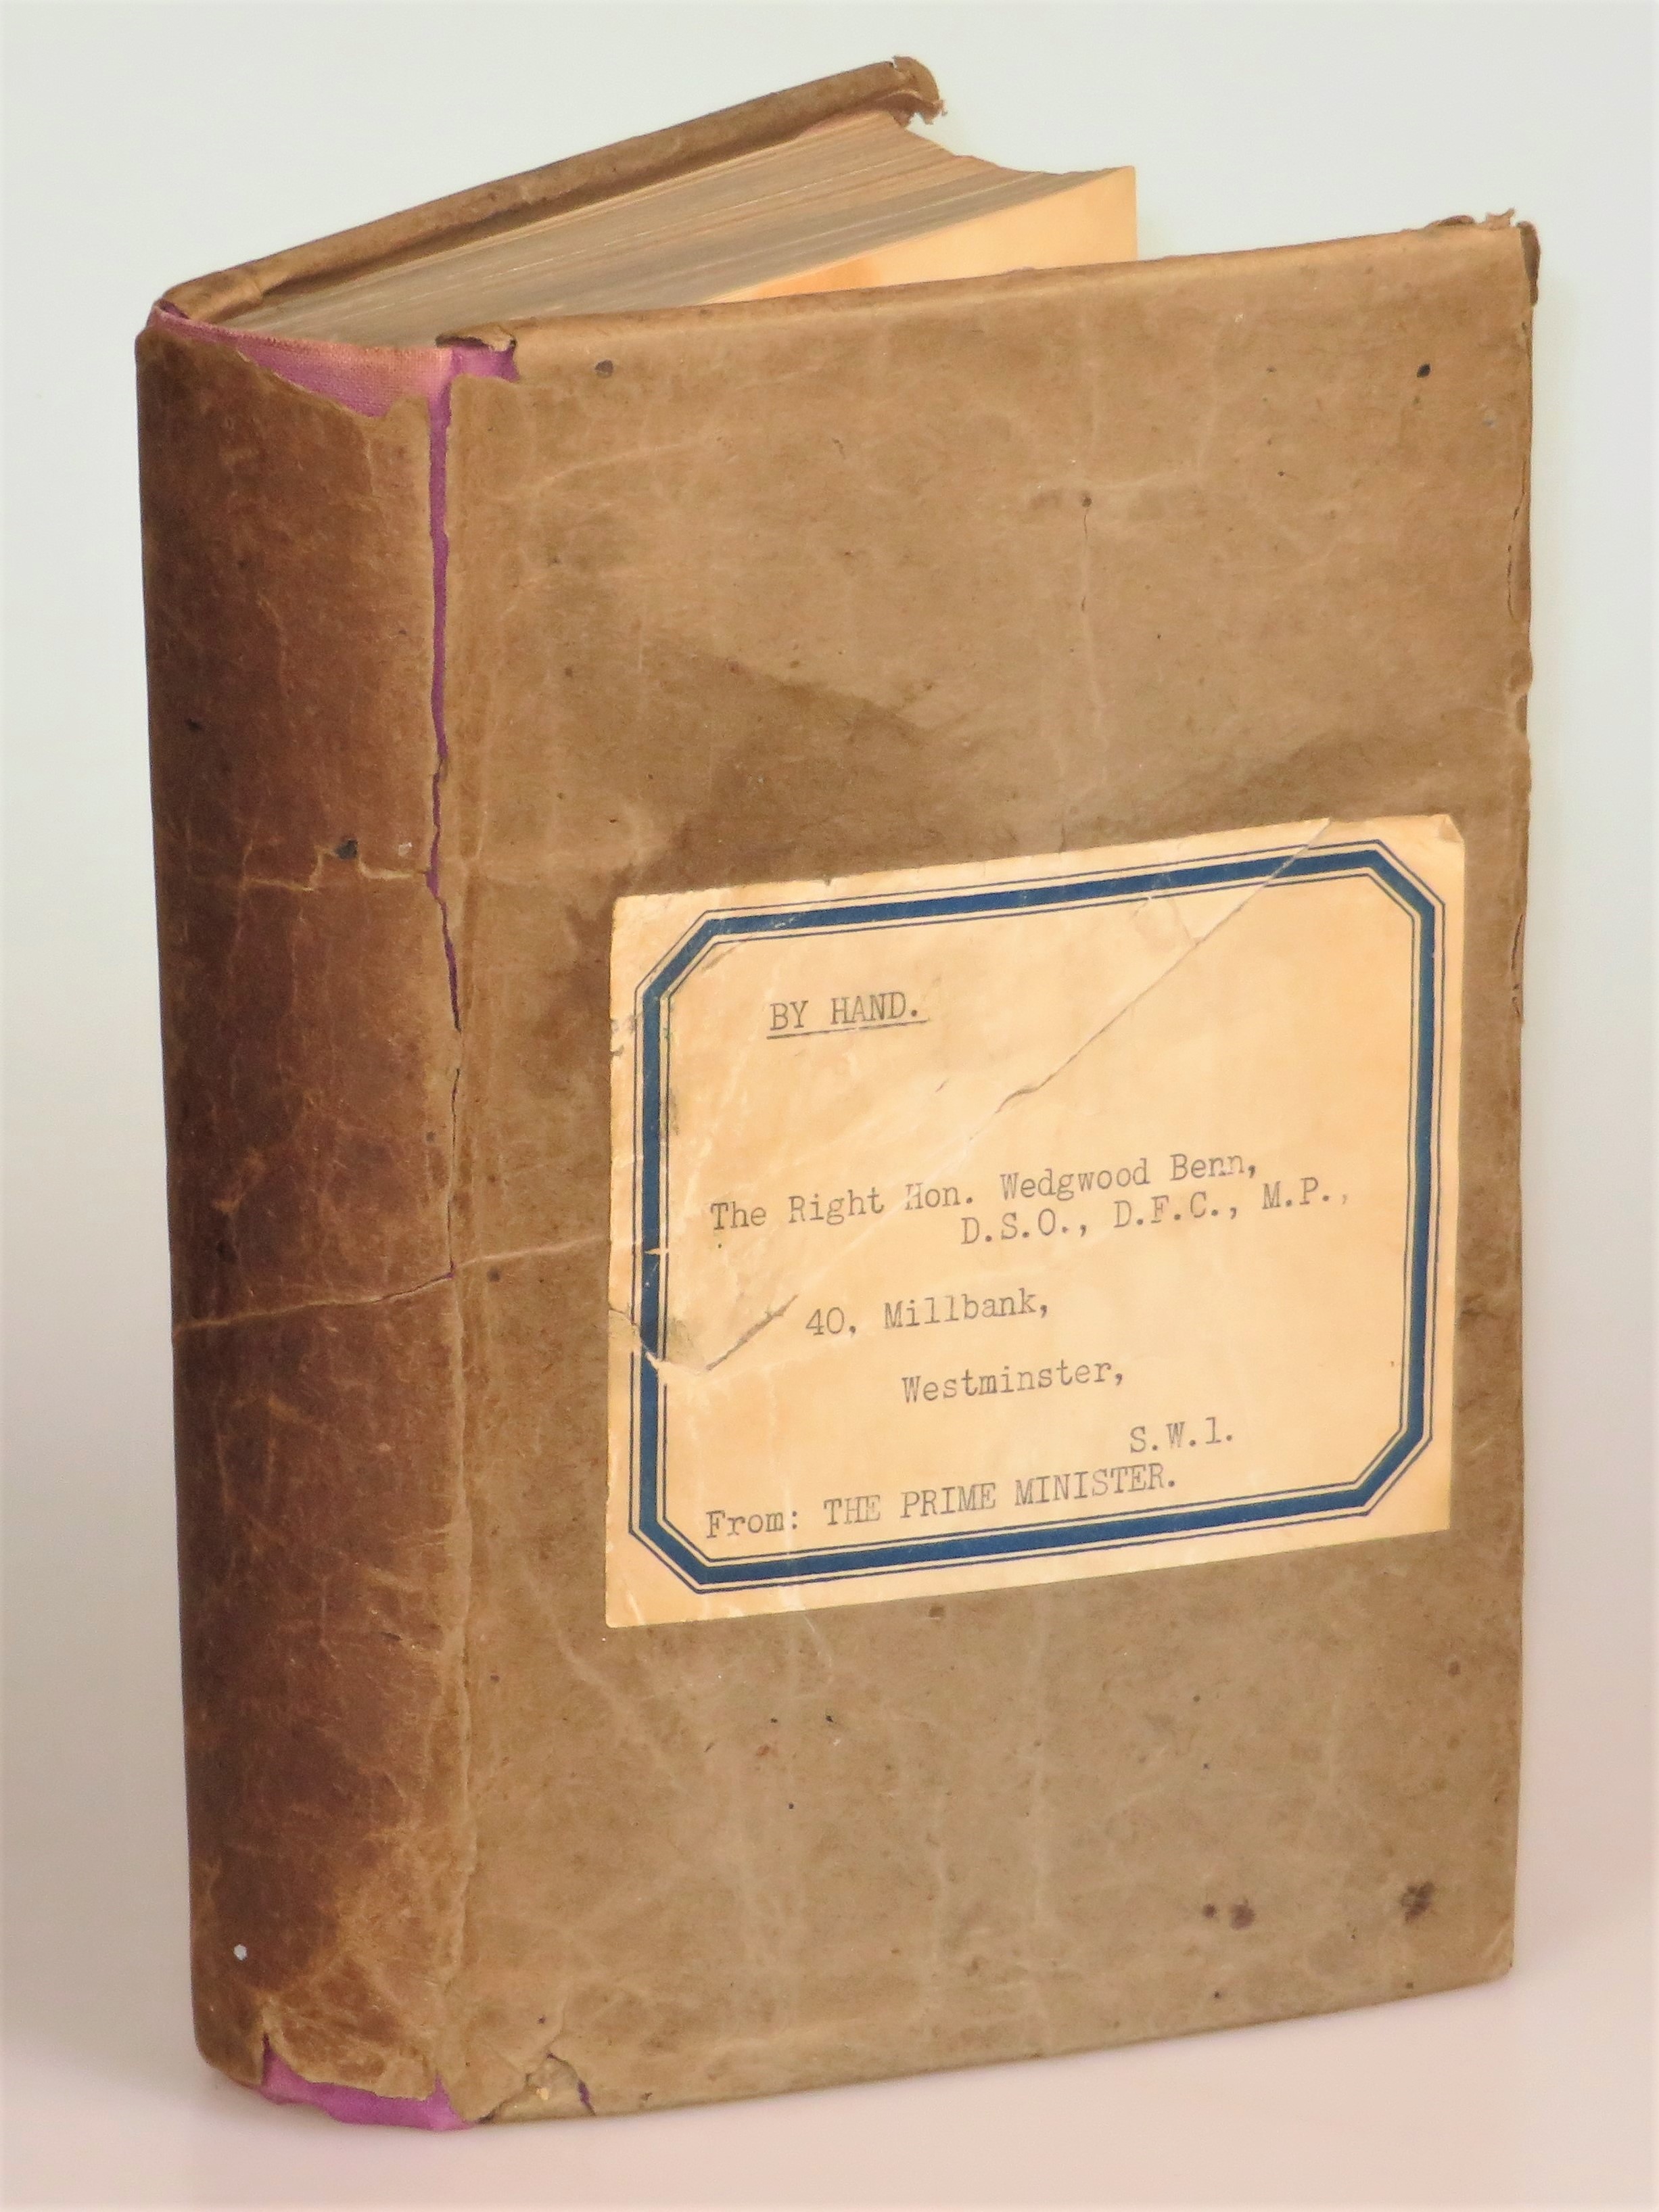 BY HAND.
The Right Hon. Wedgwood Benn,
D.S.O., D.F.C., M.P.,
40, Millbank,
Westminster,
S.W.1.
From: THE PRIME MINISTER.